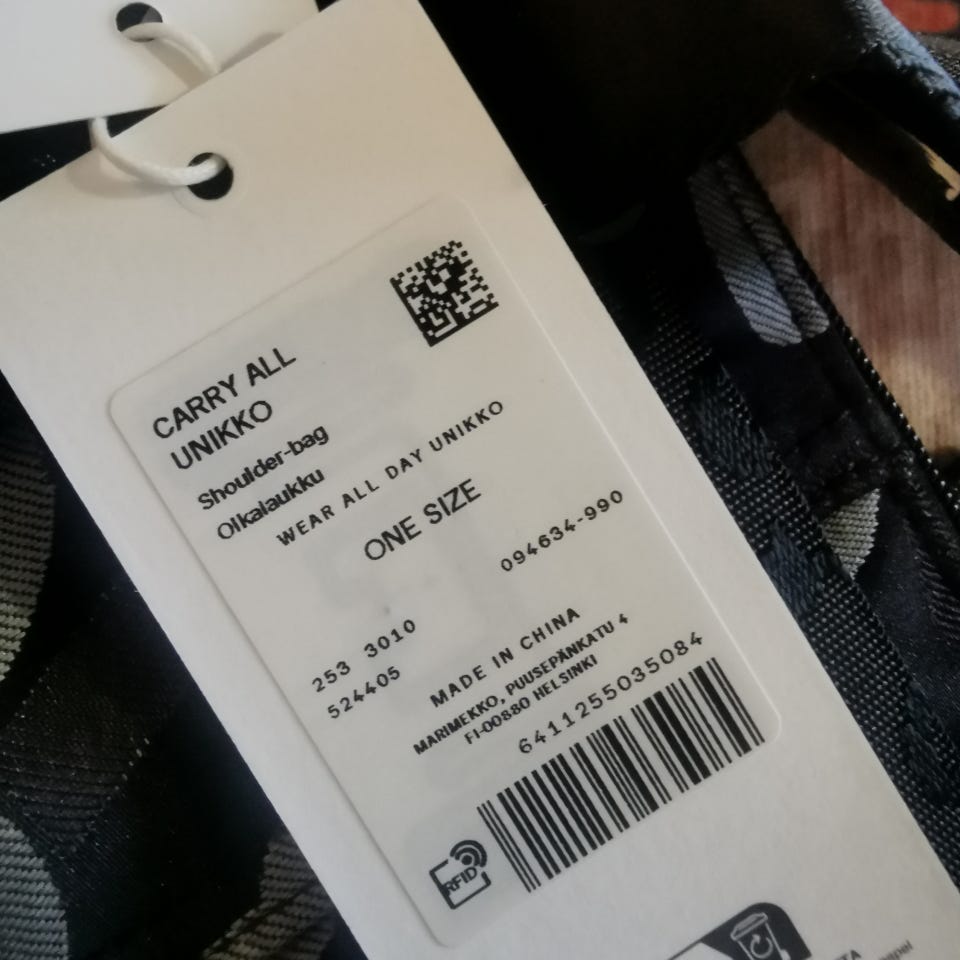 CARRY ALL
UNIKKO
Shoulder-bag
Olkalaukku
WEAR ALL DAY UNIKKO
ONE SIZE
094634-990
253 3010
524405
MADE IN CHINA
MARIMEKKO, PUUSEPÄNKATU 4
FI-00880 HELSINKI
6411255035084
RFID